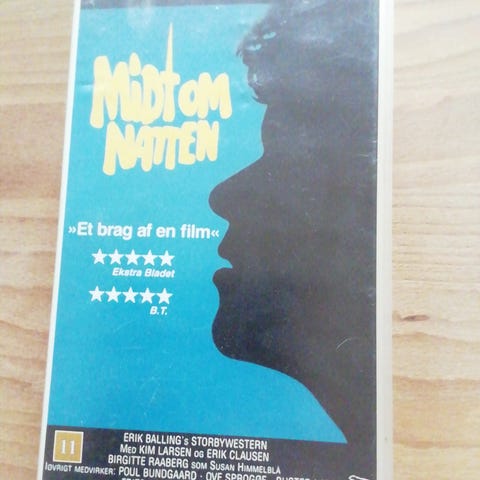 MIDT OM
NATTEN
»Et brag af en film«
★★★★★
Ekstra Bladet
★★★★★
B.T.
11
ERIK BALLING's STORBYWESTERN
MED KIM LARSEN OG ERIK CLAUSEN
BIRGITTE RAABERG SOM SUSAN HIMMELBLÅ
IØVRIGT MEDVIRKER: POUL BUNDGAARD · OVE SPROGØE ·